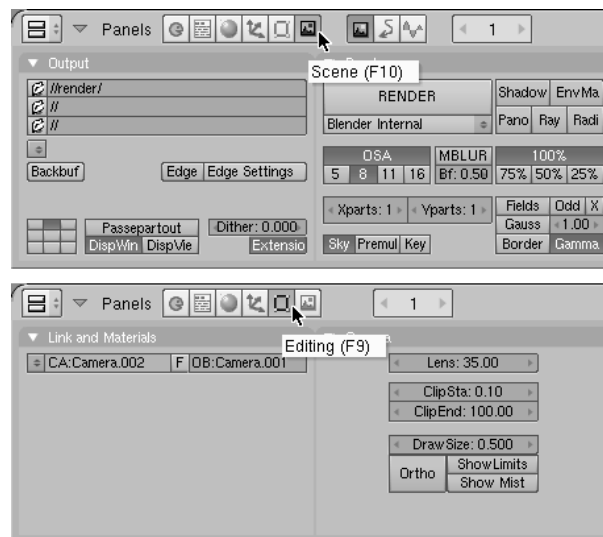 Panels 1
Output
Scene (F10)
//render/
//
//
RENDER
Blender Internal
Shadow EnvMa
Pano Ray Radi
Backbuf Edge Edge Settings
OSA MBLUR 100%
5 8 11 16 Bf: 0.50 75% 50% 25%
Xparts: 1 Yparts: 1
Fields Odd X
Gauss 1.00
Border Gamma
Passepartout Dither: 0.000
DispWin DispVie Extensio
Sky Premul Key
Panels 1
Link and Materials
Editing (F9)
CA:Camera.002 F OB:Camera.001
Lens: 35.00
ClipSta: 0.10
ClipEnd: 100.00
DrawSize: 0.500
Ortho ShowLimits
Show Mist